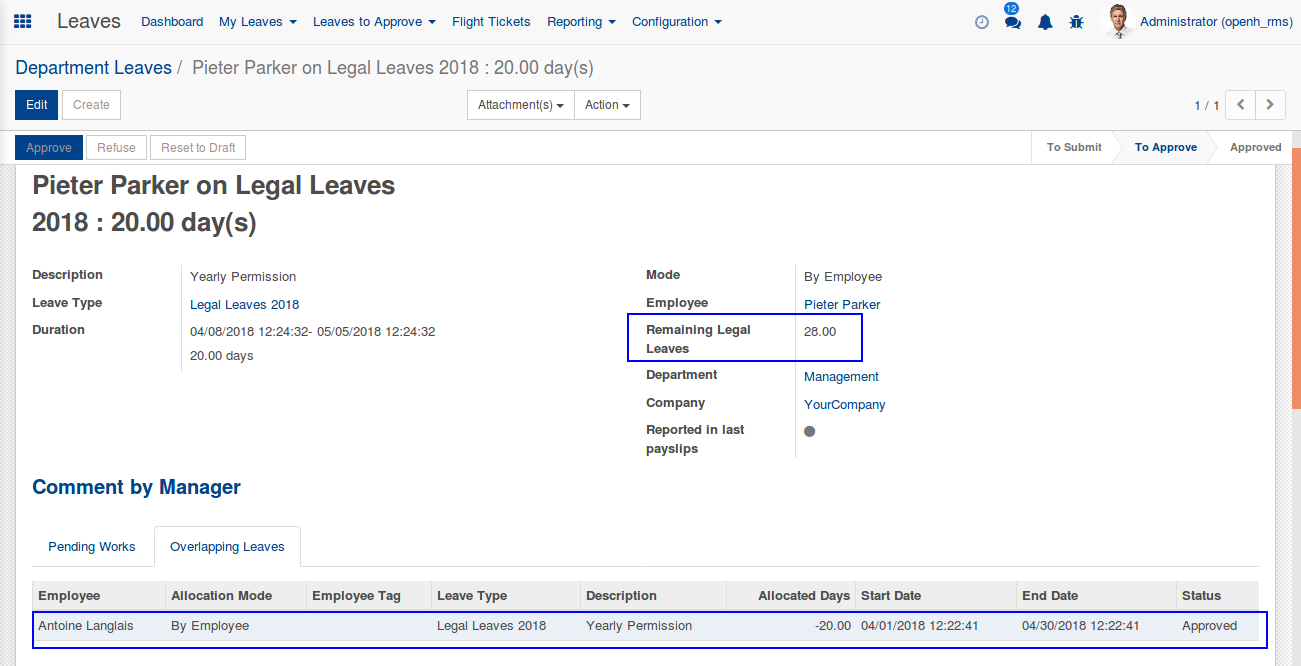 Leaves Dashboard My Leaves Leaves to Approve Flight Tickets Reporting Configuration 12 Administrator (openh_rms)
Department Leaves / Pieter Parker on Legal Leaves 2018 : 20.00 day(s)
Edit Create Attachment(s) Action 1 / 1
Approve Refuse Reset to Draft To Submit To Approve Approved
Pieter Parker on Legal Leaves
2018 : 20.00 day(s)
Description Yearly Permission
Leave Type Legal Leaves 2018
Duration 04/08/2018 12:24:32- 05/05/2018 12:24:32
20.00 days
Mode By Employee
Employee Pieter Parker
Remaining Legal 28.00
Leaves
Department Management
Company YourCompany
Reported in last
payslips
Comment by Manager
Pending Works Overlapping Leaves
Employee Allocation Mode Employee Tag Leave Type Description Allocated Days Start Date End Date Status
Antoine Langlais By Employee Legal Leaves 2018 Yearly Permission -20.00 04/01/2018 12:22:41 04/30/2018 12:22:41 Approved